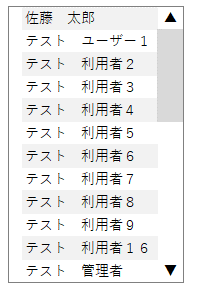 佐藤　太郎
テスト　ユーザー１
テスト　利用者２
テスト　利用者３
テスト　利用者４
テスト　利用者５
テスト　利用者６
テスト　利用者７
テスト　利用者８
テスト　利用者９
テスト　利用者１６
テスト　管理者